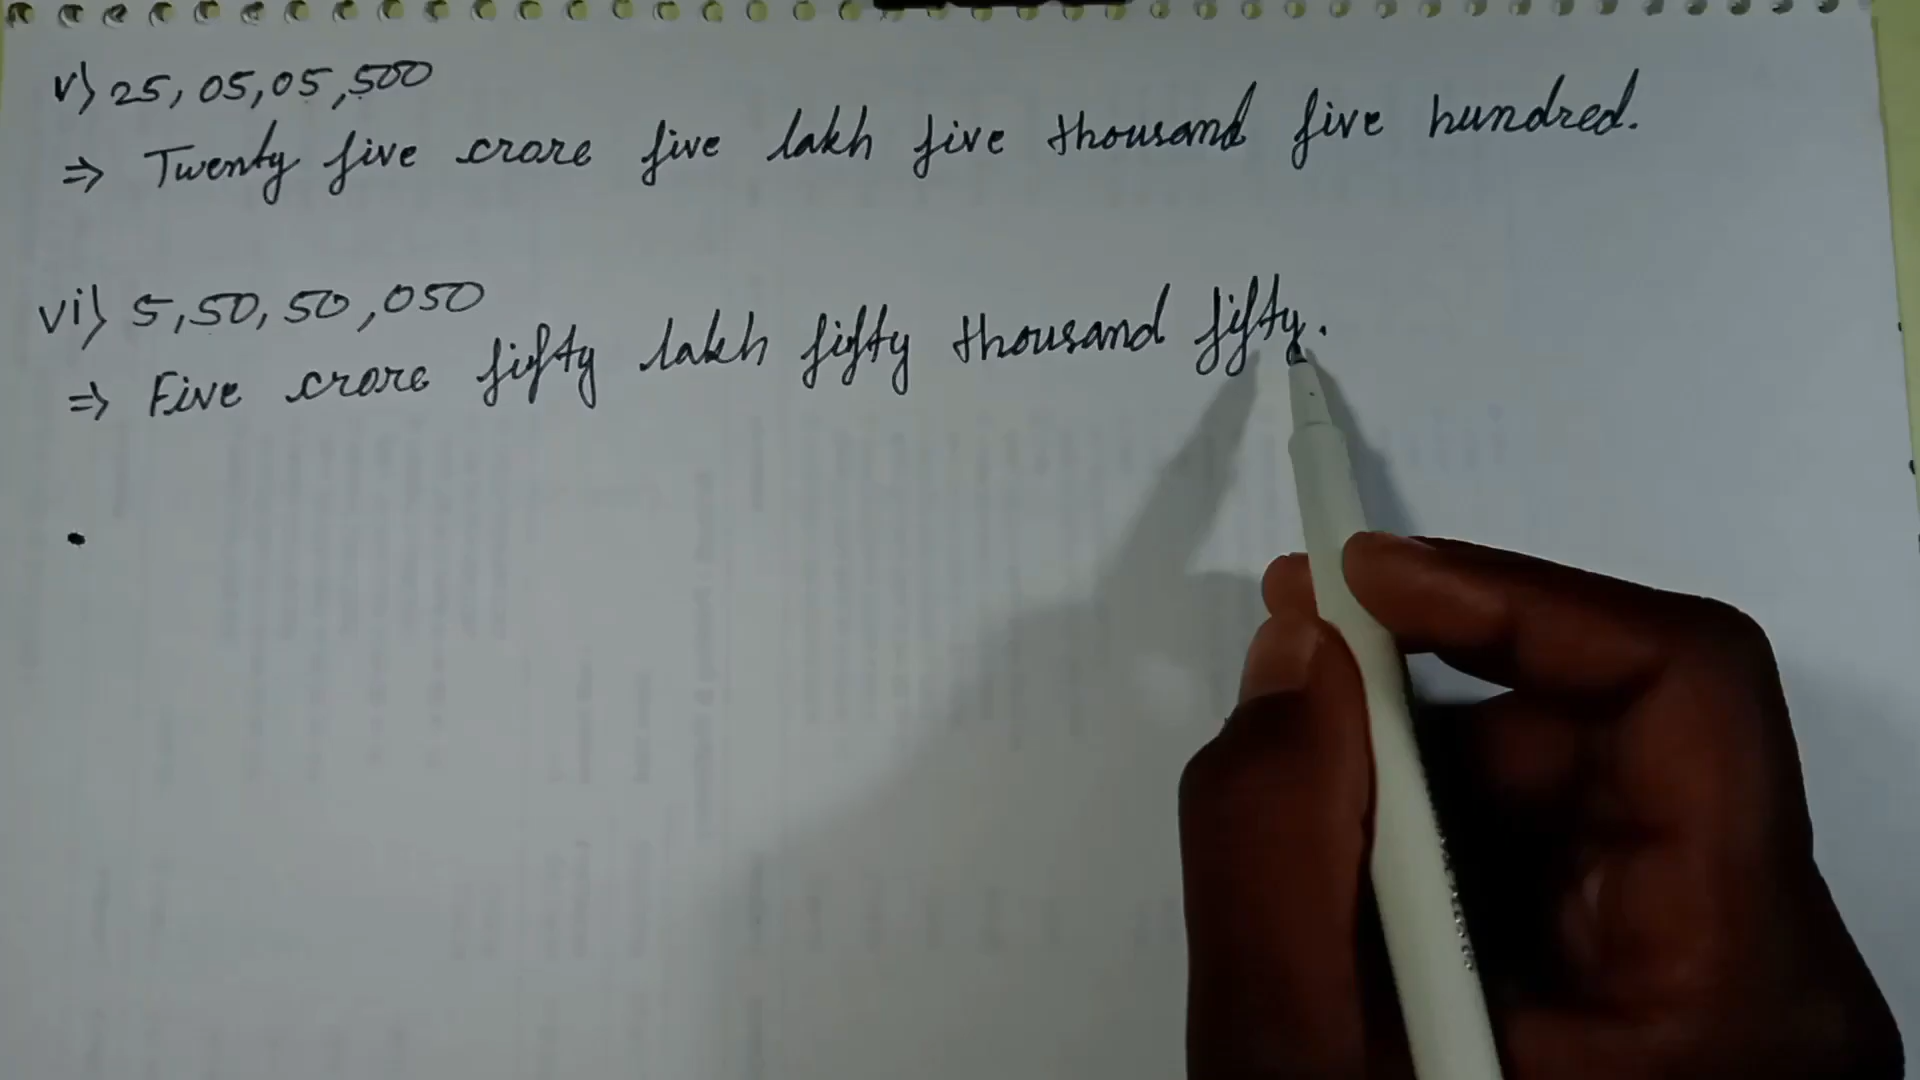 v) 25, 05, 05, 500
⇒ Twenty five crore five lakh five thousand five hundred.
vi) 5, 50, 50, 050
⇒ Five crore fifty lakh fifty thousand fifty.